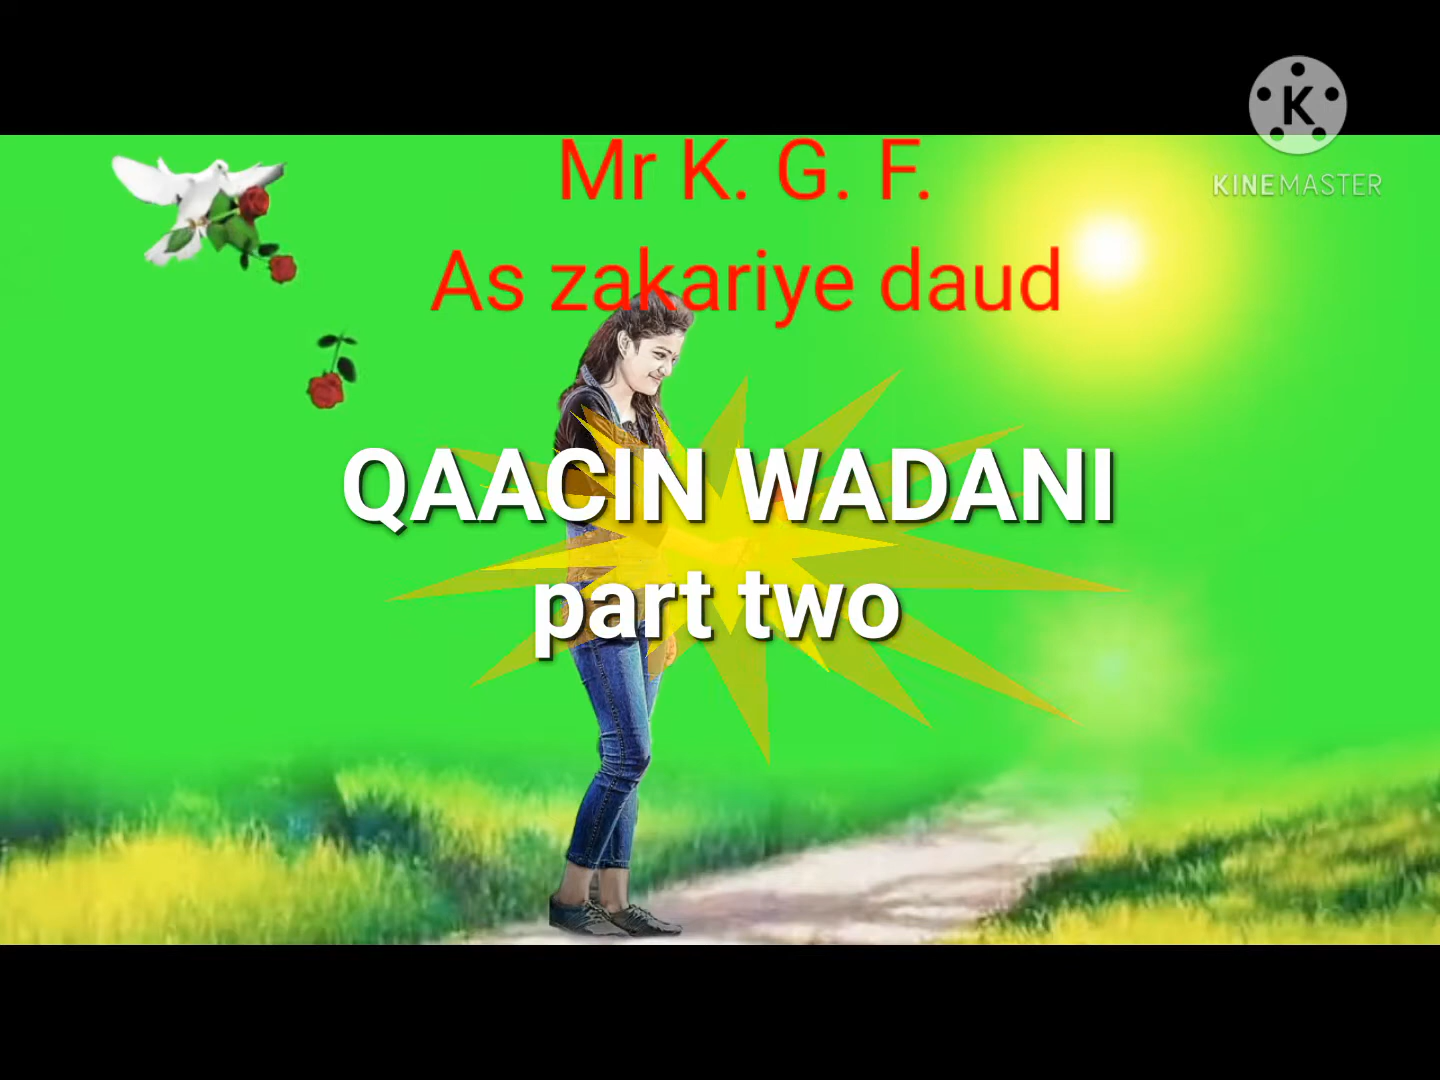 K
KINEMASTER
Mr K. G. F.
As zakariye daud
QAACIN WADANI
part two